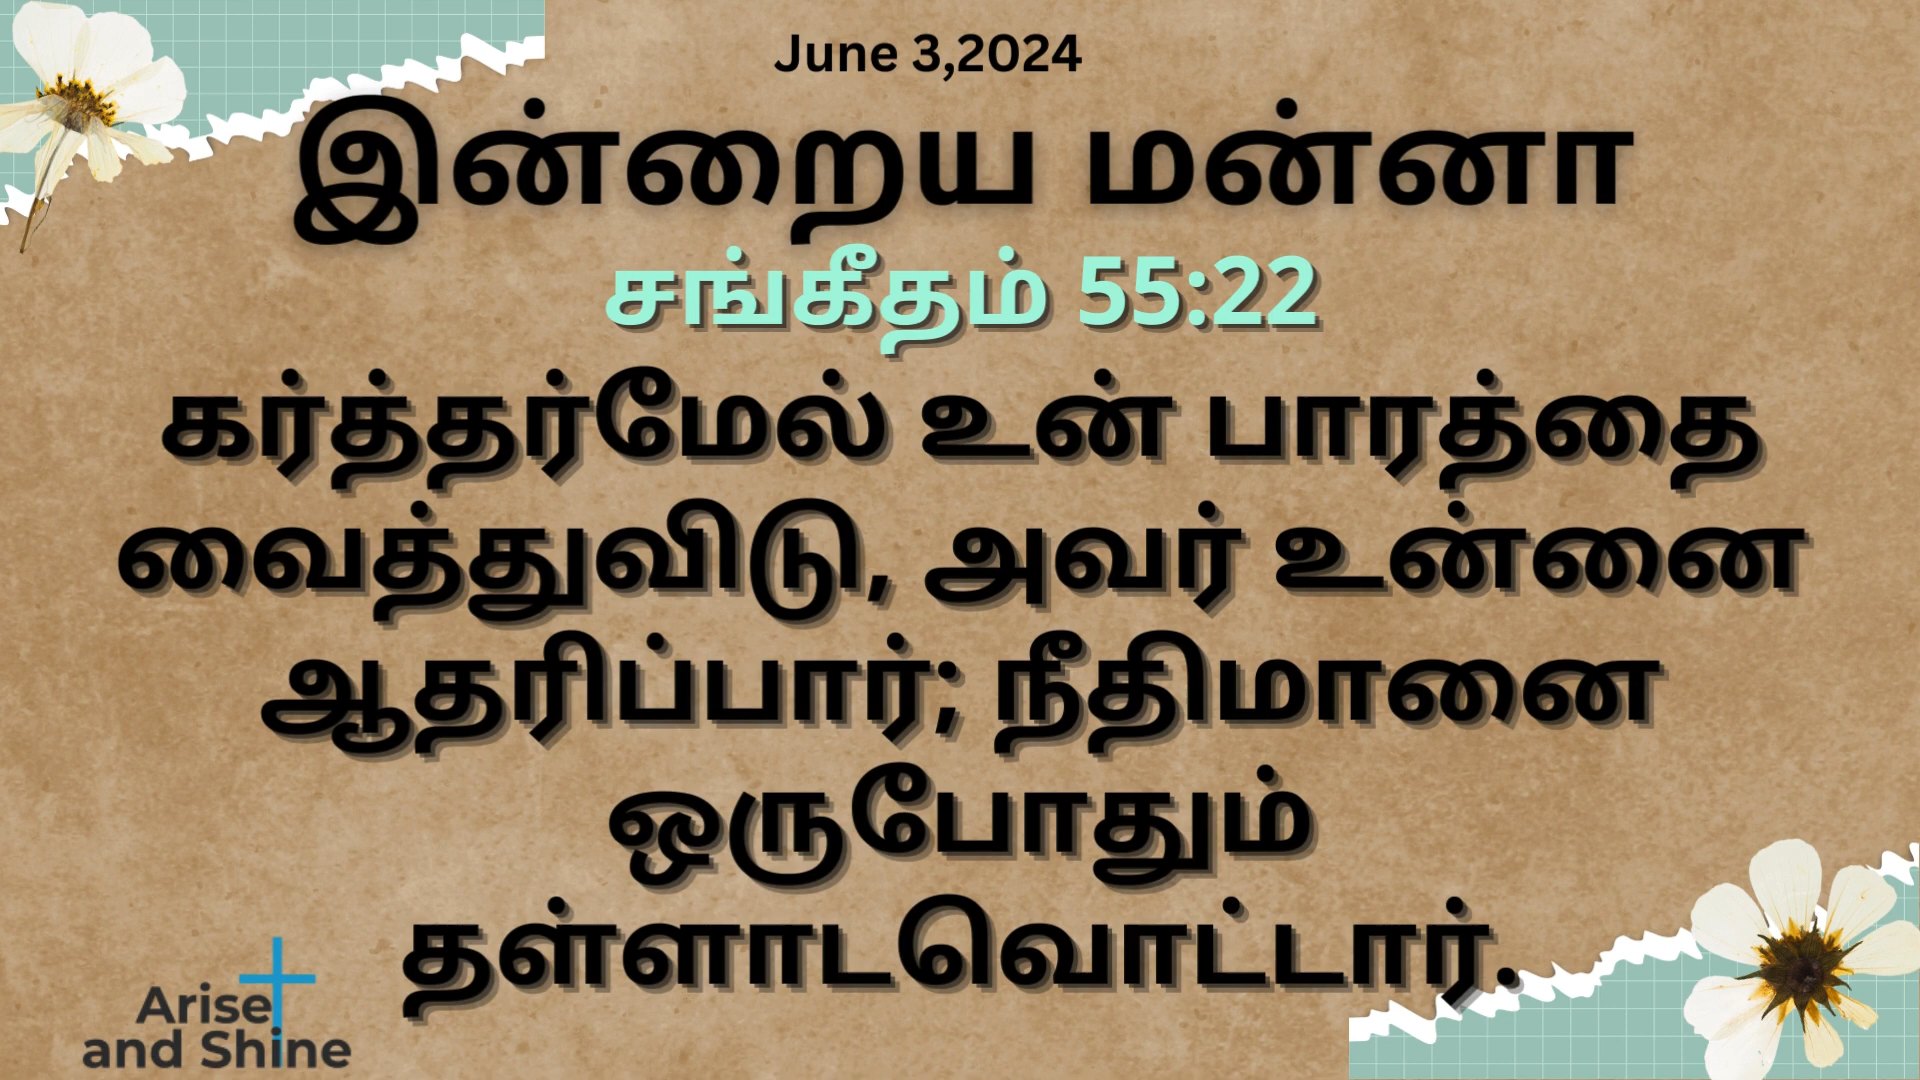 June 3,2024
இன்றைய மன்னா
சங்கீதம் 55:22
கர்த்தர்மேல் உன் பாரத்தை
வைத்துவிடு, அவர் உன்னை
ஆதரிப்பார்; நீதிமானை
ஒருபோதும்
தள்ளாடவொட்டார்.
Arise
and Shine